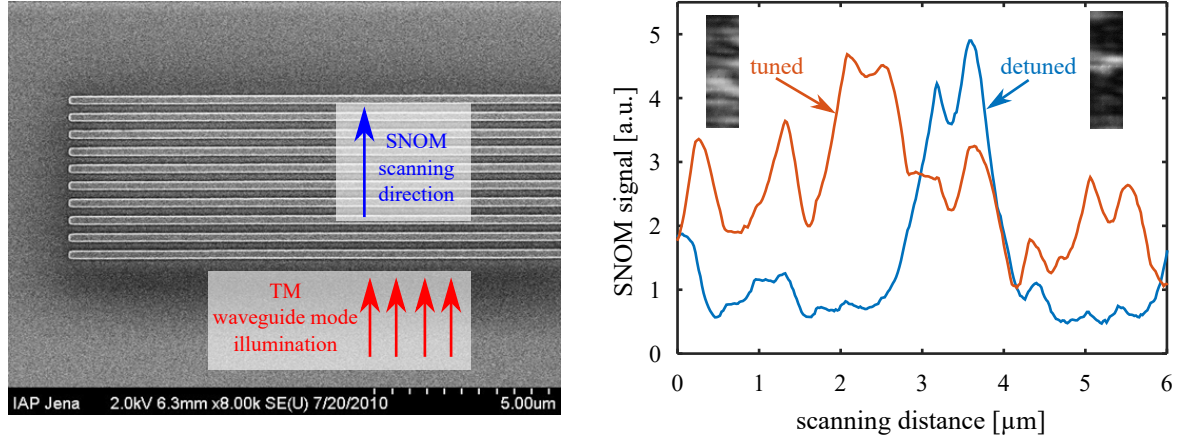 SNOM
scanning
direction
TM
waveguide mode
illumination
IAP Jena 2.0kV 6.3mm x8.00k SE(U) 7/20/2010 5.00um
SNOM signal [a.u.]
5
4
3
2
1
0
tuned
detuned
0 1 2 3 4 5 6
scanning distance [µm]